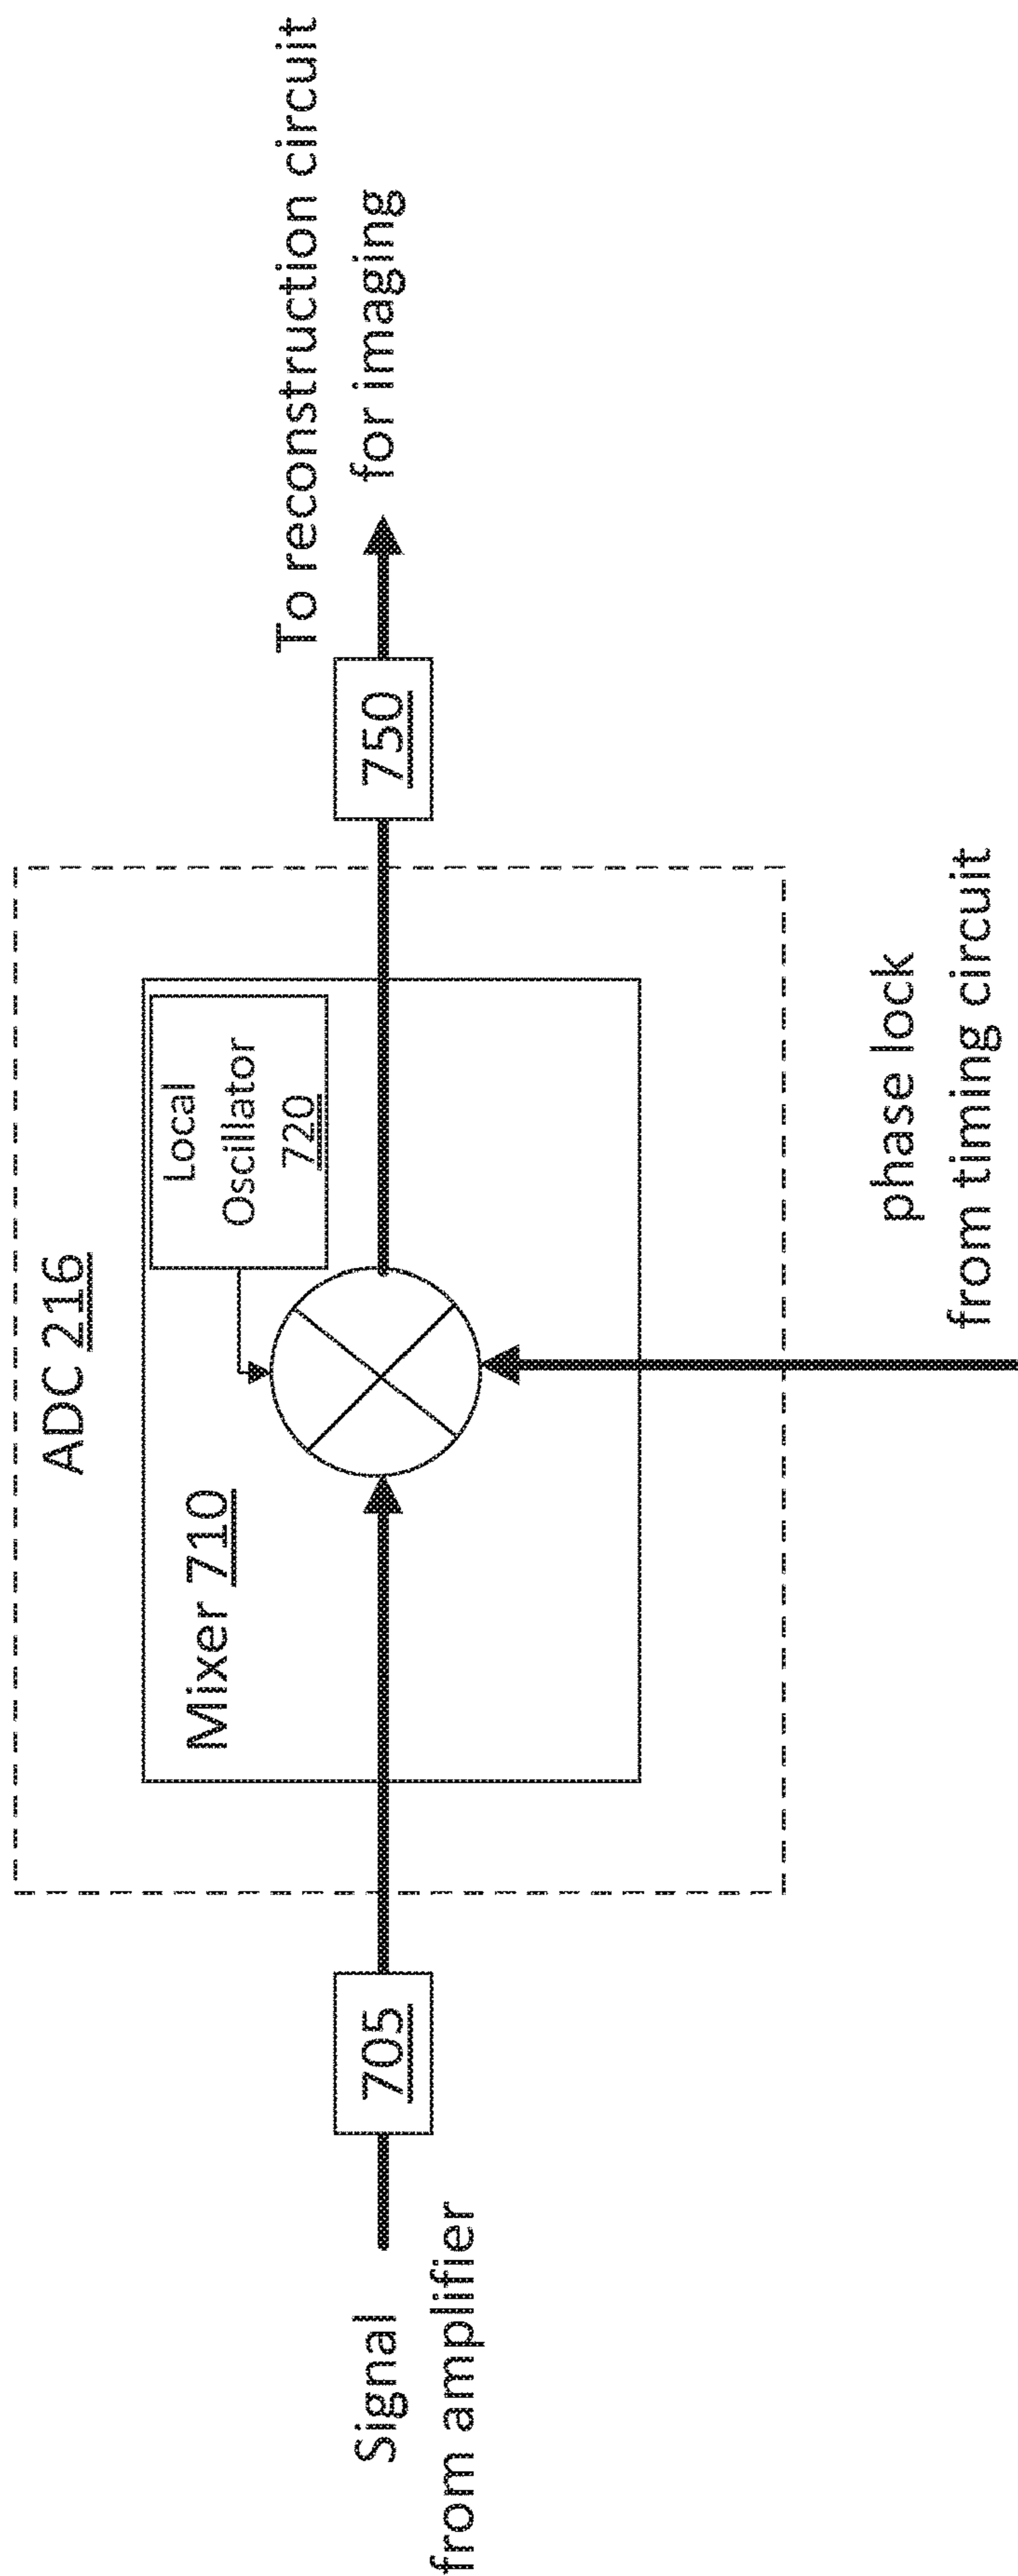 ADC 216
Mixer 710
Local
Oscillator
720
Signal
from amplifier
705
750
To reconstruction circuit
for imaging
phase lock
from timing circuit